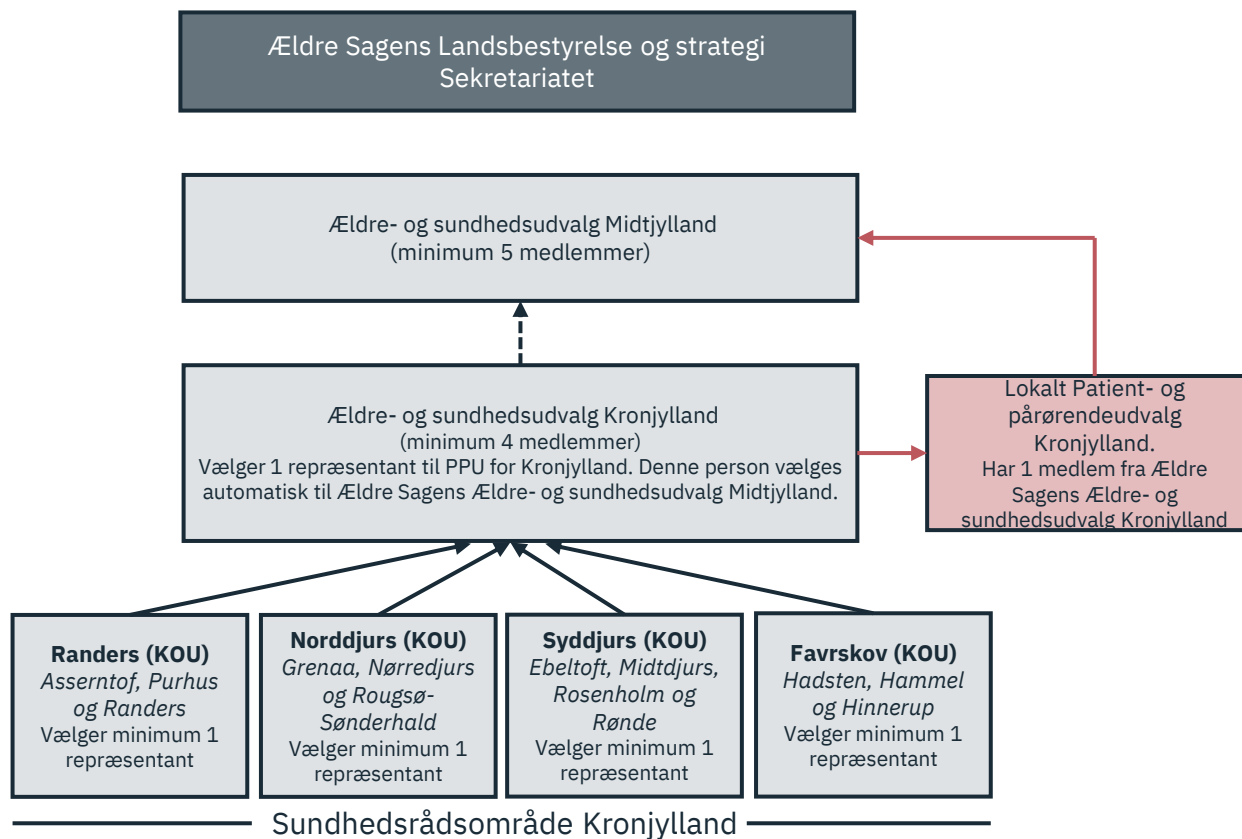 Ældre Sagens Landsbestyrelse og strategi
Sekretariatet
Ældre- og sundhedsudvalg Midtjylland
(minimum 5 medlemmer)
Ældre- og sundhedsudvalg Kronjylland
(minimum 4 medlemmer)
Vælger 1 repræsentant til PPU for Kronjylland. Denne person vælges
automatisk til Ældre Sagens Ældre- og sundhedsudvalg Midtjylland.
Lokalt Patient- og
pårørendeudvalg
Kronjylland.
Har 1 medlem fra Ældre
Sagens Ældre- og
sundhedsudvalg Kronjylland
Randers (KOU)
Asserntof, Purhus
og Randers
Vælger minimum 1
repræsentant
Norddjurs (KOU)
Grenaa, Nørredjurs
og Rougsø-
Sønderhald
Vælger minimum 1
repræsentant
Syddjurs (KOU)
Ebeltoft, Midtdjurs,
Rosenholm og
Rønde
Vælger minimum 1
repræsentant
Favrskov (KOU)
Hadsten, Hammel
og Hinnerup
Vælger minimum 1
repræsentant
Sundhedsrådsområde Kronjylland